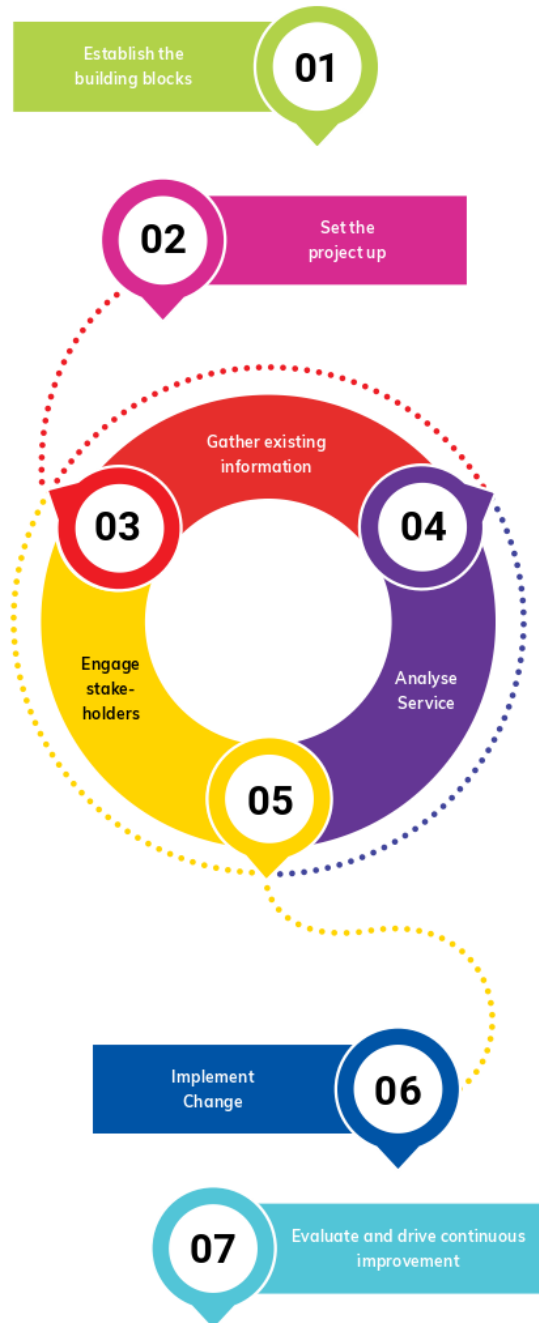 Establish the
building blocks
01
02
Set the
project up
Gather existing
information
03
04
Engage
stake-
holders
Analyse
Service
05
Implement
Change
06
07
Evaluate and drive continuous
improvement